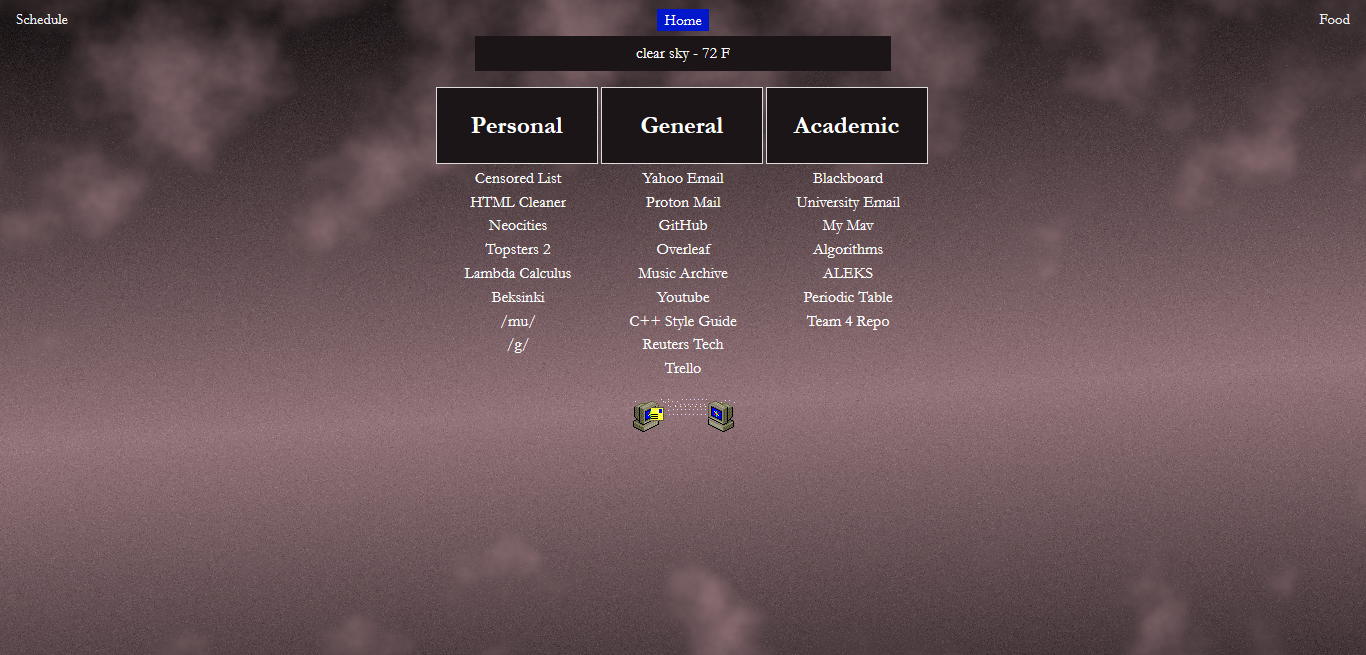 Schedule Home Food
clear sky - 72 F
Personal General Academic
Censored List Yahoo Email Blackboard
HTML Cleaner Proton Mail University Email
Neocities GitHub My Mav
Topsters 2 Overleaf Algorithms
Lambda Calculus Music Archive ALEKS
Beksinki Youtube Periodic Table
/mu/ C++ Style Guide Team 4 Repo
/g/ Reuters Tech
Trello